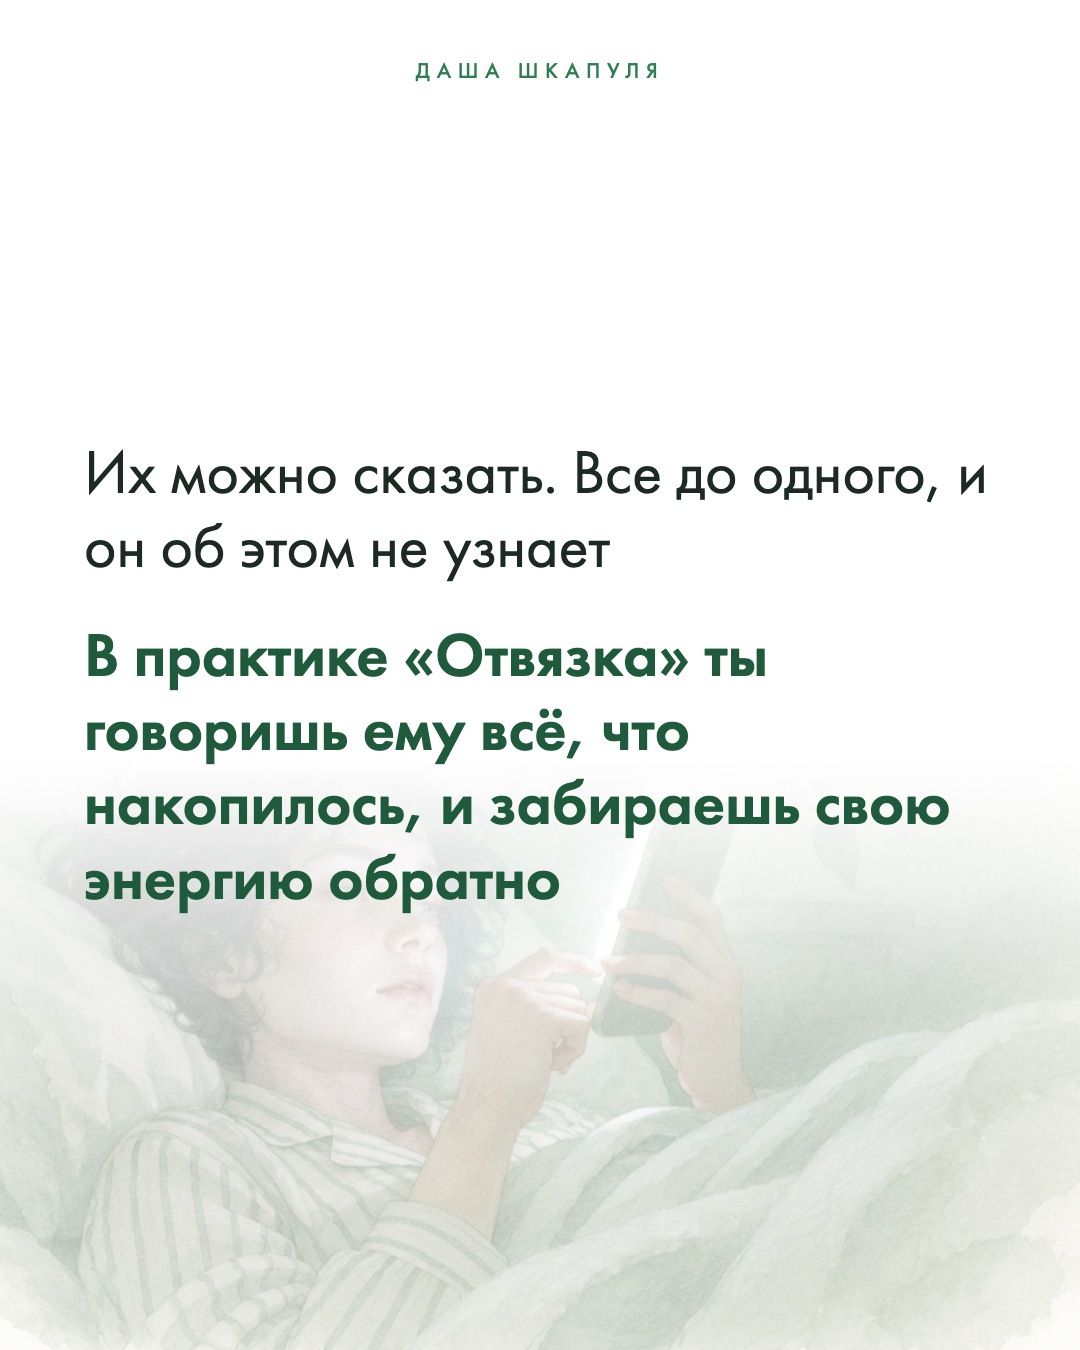 ДАША ШКАПУЛЯ
Их можно сказать. Все до одного, и
он об этом не узнает
В практике «Отвязка» ты
говоришь ему всё, что
накопилось, и забираешь свою
энергию обратно